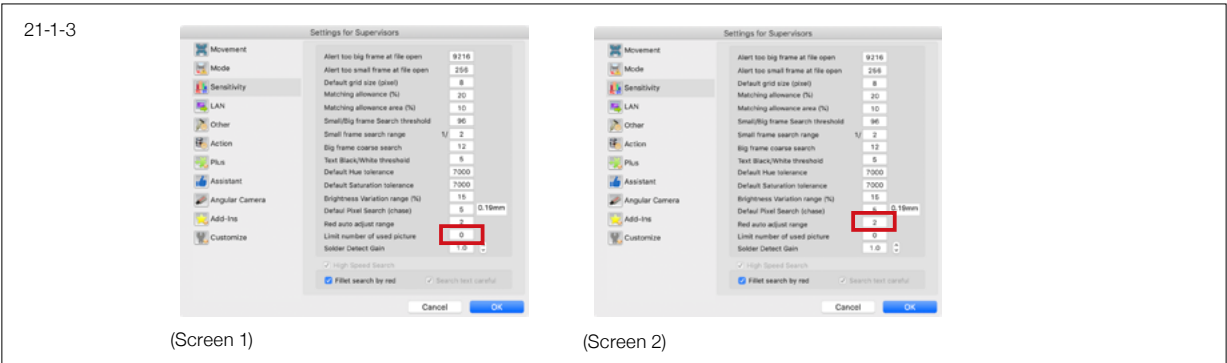 21-1-3
Settings for Supervisors
Movement
Mode
Sensitivity
LAN
Other
Action
Plus
Assistant
Angular Camera
Add-Ins
Customize
Alert too big frame at file open 9216
Alert too small frame at file open 256
Default grid size (pixel) 8
Matching allowance (%) 20
Matching allowance area (%) 10
Small/Big frame Search threshold 96
Small frame search range 1/ 2
Big frame coarse search 12
Text Black/White threshold 5
Default Hue tolerance 7000
Default Saturation tolerance 7000
Brightness Variation range (%) 15
Defaul Pixel Search (chase) 5 0.19mm
Red auto adjust range 2
Limit number of used picture 0
Solder Detect Gain 1.0
High Speed Search
Fillet search by red Search text careful
Cancel OK
(Screen 1)
Settings for Supervisors
Movement
Mode
Sensitivity
LAN
Other
Action
Plus
Assistant
Angular Camera
Add-Ins
Customize
Alert too big frame at file open 9216
Alert too small frame at file open 256
Default grid size (pixel) 8
Matching allowance (%) 20
Matching allowance area (%) 10
Small/Big frame Search threshold 96
Small frame search range 1/ 2
Big frame coarse search 12
Text Black/White threshold 5
Default Hue tolerance 7000
Default Saturation tolerance 7000
Brightness Variation range (%) 15
Defaul Pixel Search (chase) 5 0.19mm
Red auto adjust range 2
Limit number of used picture 0
Solder Detect Gain 1.0
High Speed Search
Fillet search by red Search text careful
Cancel OK
(Screen 2)